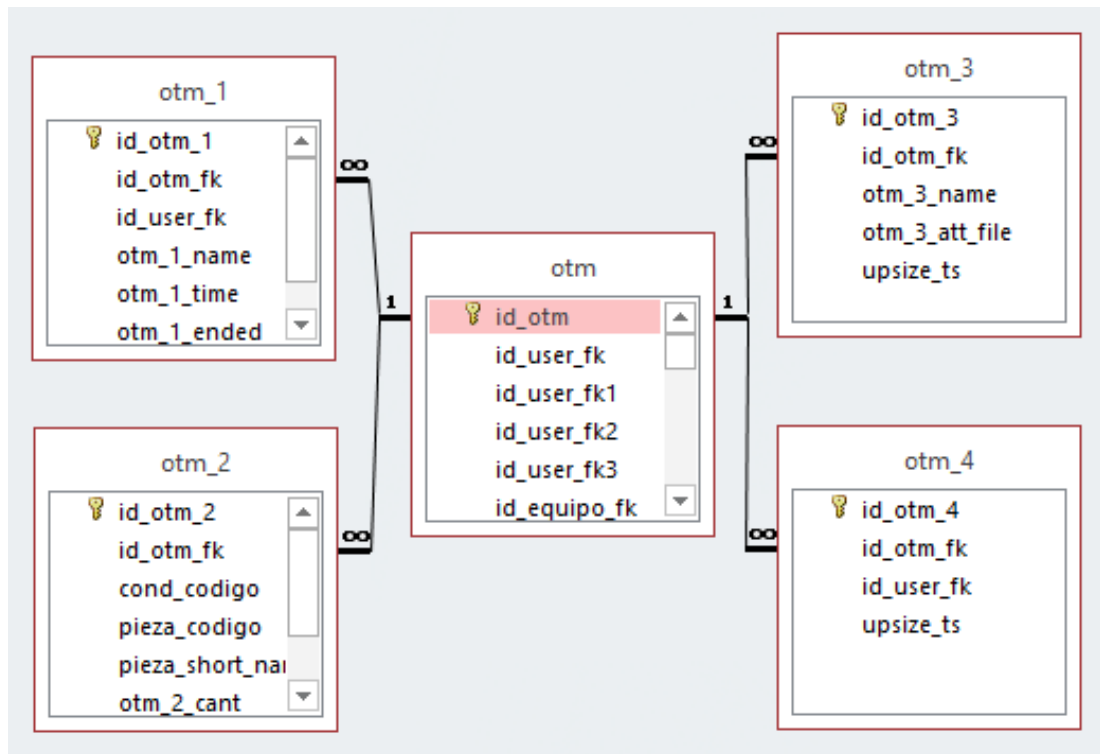 otm_1
id_otm_1
id_otm_fk
id_user_fk
otm_1_name
otm_1_time
otm_1_ended
∞
otm_2
id_otm_2
id_otm_fk
cond_codigo
pieza_codigo
pieza_short_nai
otm_2_cant
∞
1
otm
id_otm
id_user_fk
id_user_fk1
id_user_fk2
id_user_fk3
id_equipo_fk
1
∞
otm_3
id_otm_3
id_otm_fk
otm_3_name
otm_3_att_file
upsize_ts
∞
otm_4
id_otm_4
id_otm_fk
id_user_fk
upsize_ts